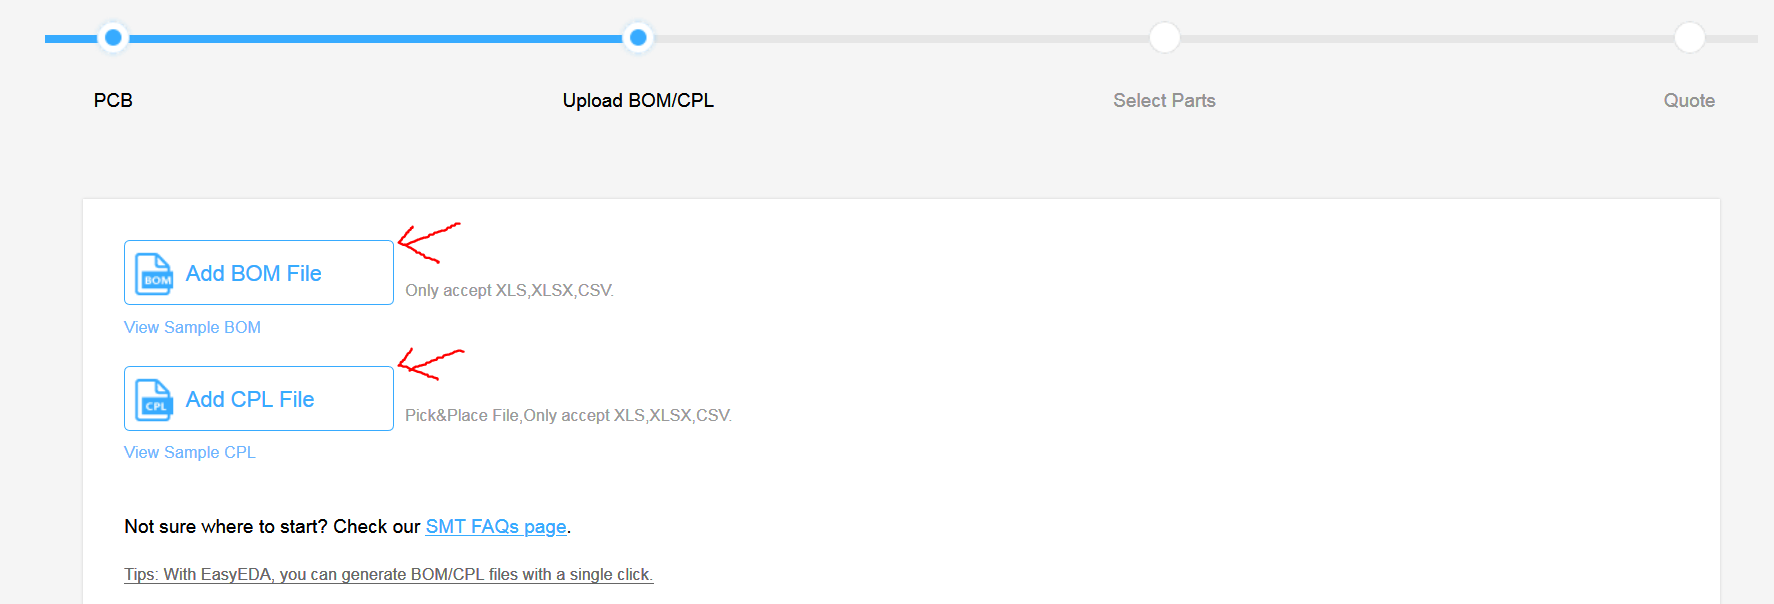 PCB
Upload BOM/CPL
Select Parts
Quote
BOM
Add BOM File
Only accept XLS,XLSX,CSV.
View Sample BOM
CPL
Add CPL File
Pick&Place File,Only accept XLS,XLSX,CSV.
View Sample CPL
Not sure where to start? Check our SMT FAQs page.
Tips: With EasyEDA, you can generate BOM/CPL files with a single click.